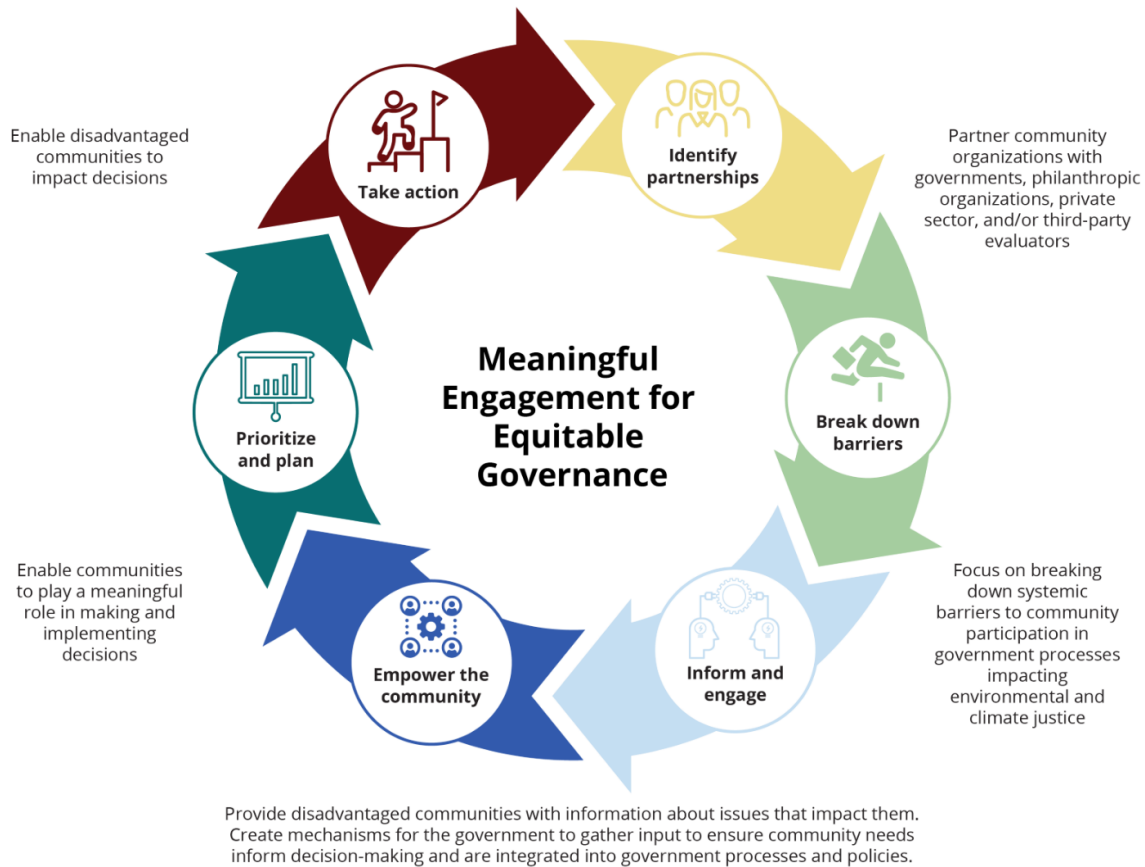 Meaningful
Engagement for
Equitable
Governance
Identify
partnerships
Partner community
organizations with
governments, philanthropic
organizations, private
sector, and/or third-party
evaluators
Break down
barriers
Focus on breaking
down systemic
barriers to community
participation in
government processes
impacting
environmental and
climate justice
Inform and
engage
Provide disadvantaged communities with information about issues that impact them.
Create mechanisms for the government to gather input to ensure community needs
inform decision-making and are integrated into government processes and policies.
Empower the
community
Enable communities
to play a meaningful
role in making and
implementing
decisions
Prioritize
and plan
Enable disadvantaged
communities to
impact decisions
Take action